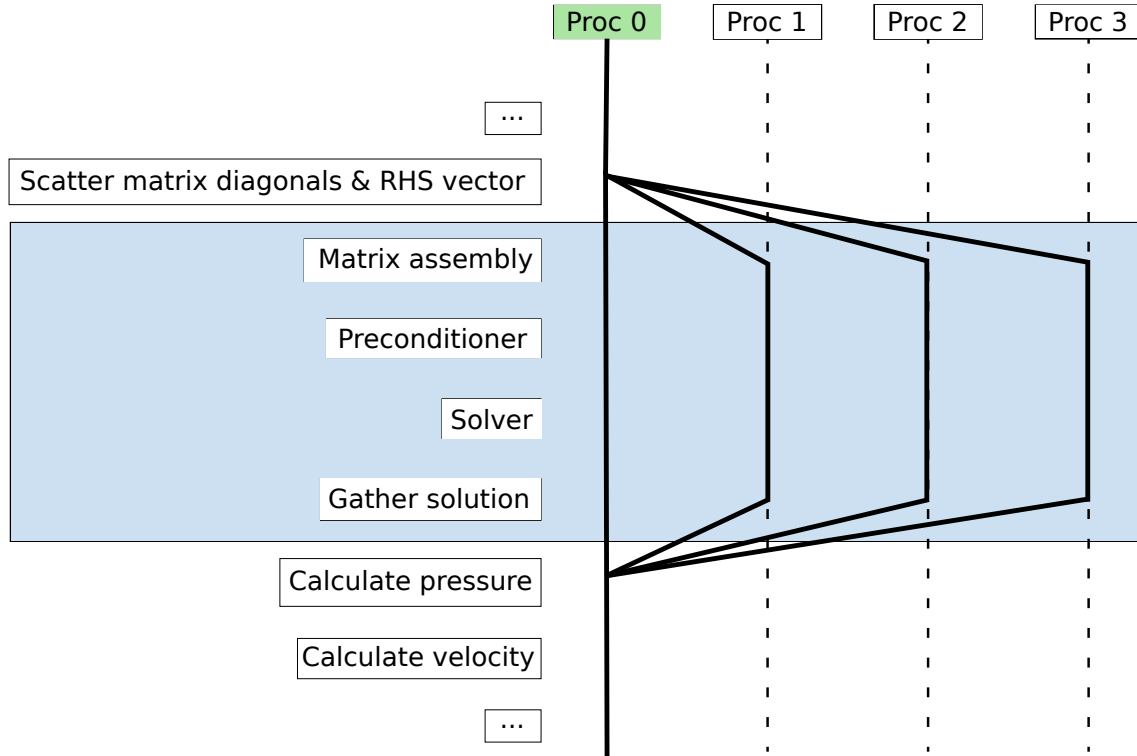 Proc 0
Proc 1
Proc 2
Proc 3
...
Scatter matrix diagonals & RHS vector
Matrix assembly
Preconditioner
Solver
Gather solution
Calculate pressure
Calculate velocity
...